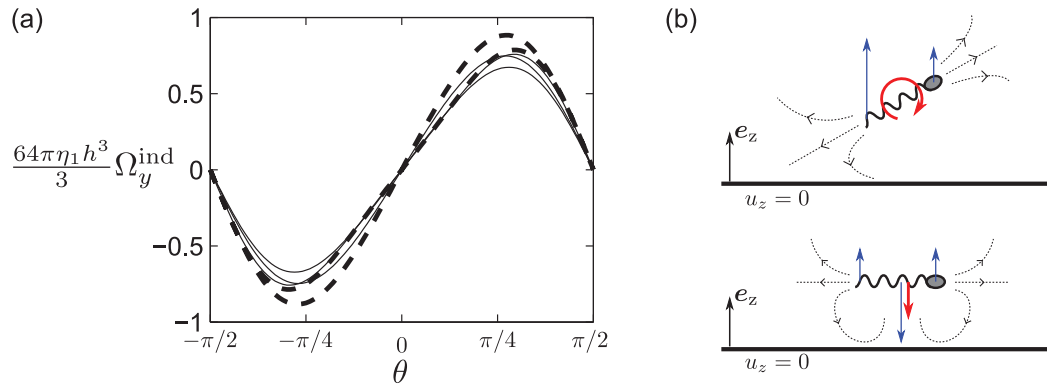 (a)
1
0.5
0
−0.5
−1
64πη₁h³/3 Ω_y^ind
−π/2
−π/4
0
π/4
π/2
θ
(b)
e_z
u_z = 0
e_z
u_z = 0